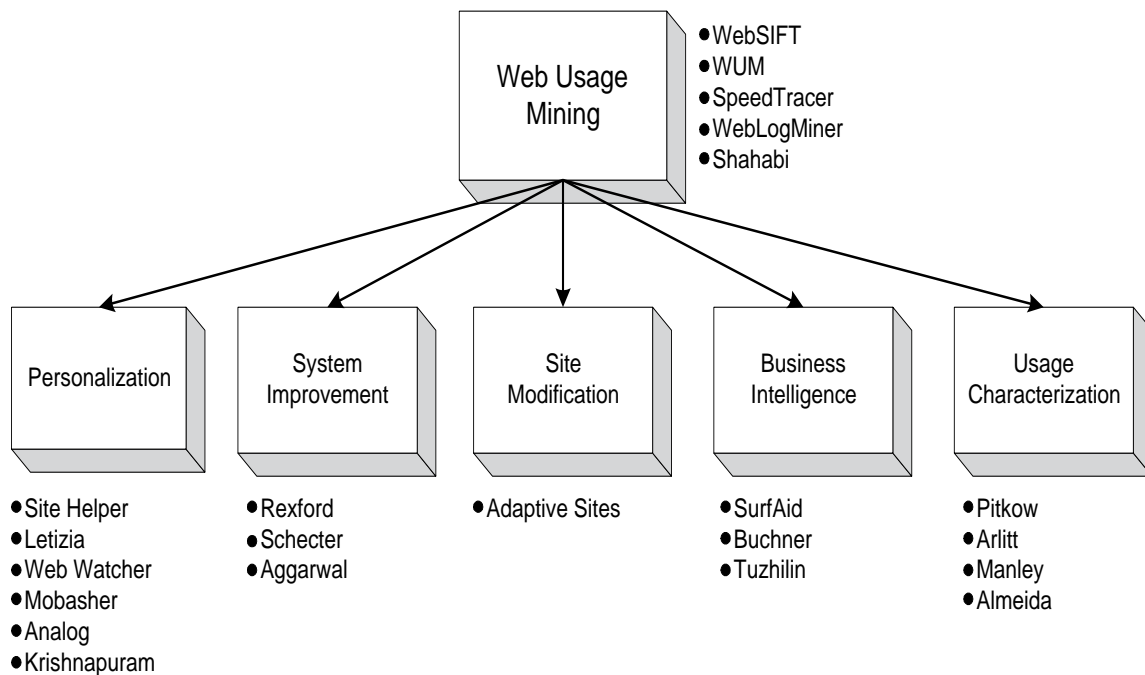 Web Usage
Mining
●WebSIFT
●WUM
●SpeedTracer
●WebLogMiner
●Shahabi
Personalization
System
Improvement
Site
Modification
Business
Intelligence
Usage
Characterization
●Site Helper
●Letizia
●Web Watcher
●Mobasher
●Analog
●Krishnapuram
●Rexford
●Schecter
●Aggarwal
●Adaptive Sites
●SurfAid
●Buchner
●Tuzhilin
●Pitkow
●Arlitt
●Manley
●Almeida